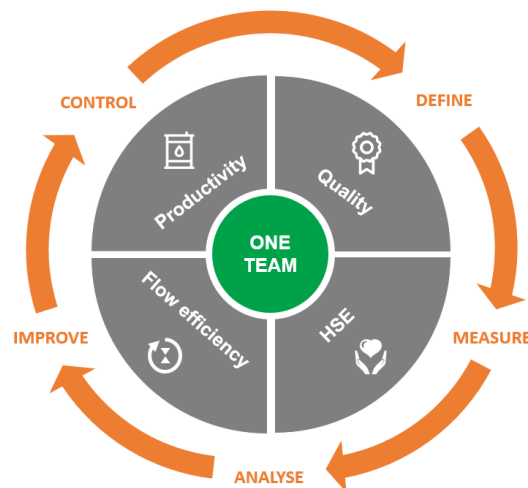 CONTROL
DEFINE
Productivity
Quality
ONE
TEAM
Flow efficiency
HSE
IMPROVE
MEASURE
ANALYSE